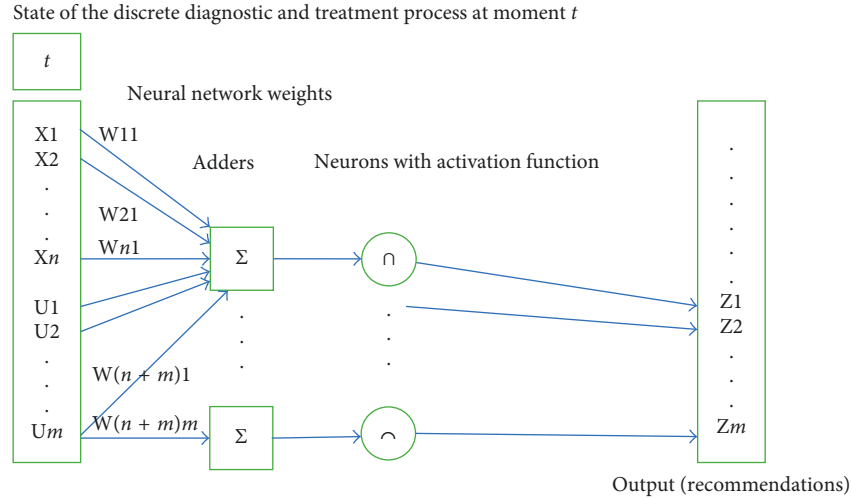 State of the discrete diagnostic and treatment process at moment t
t
Neural network weights
X1
W11
X2
Adders
Neurons with activation function
.
.
.
W21
Xn
Wn1
Σ
∩
U1
U2
.
.
.
W(n + m)1
Um
W(n + m)m
Σ
∩
.
.
.
.
.
.
.
.
.
.
.
.
Z1
Z2
.
.
.
Zm
Output (recommendations)